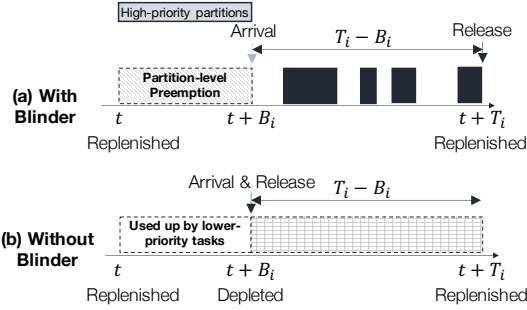 High-priority partitions
Arrival
T_i − B_i
Release
Partition-level
Preemption
(a) With
Blinder
t
t + B_i
t + T_i
Replenished
Replenished
Arrival & Release
T_i − B_i
Used up by lower-
priority tasks
(b) Without
Blinder
t
t + B_i
t + T_i
Replenished
Depleted
Replenished